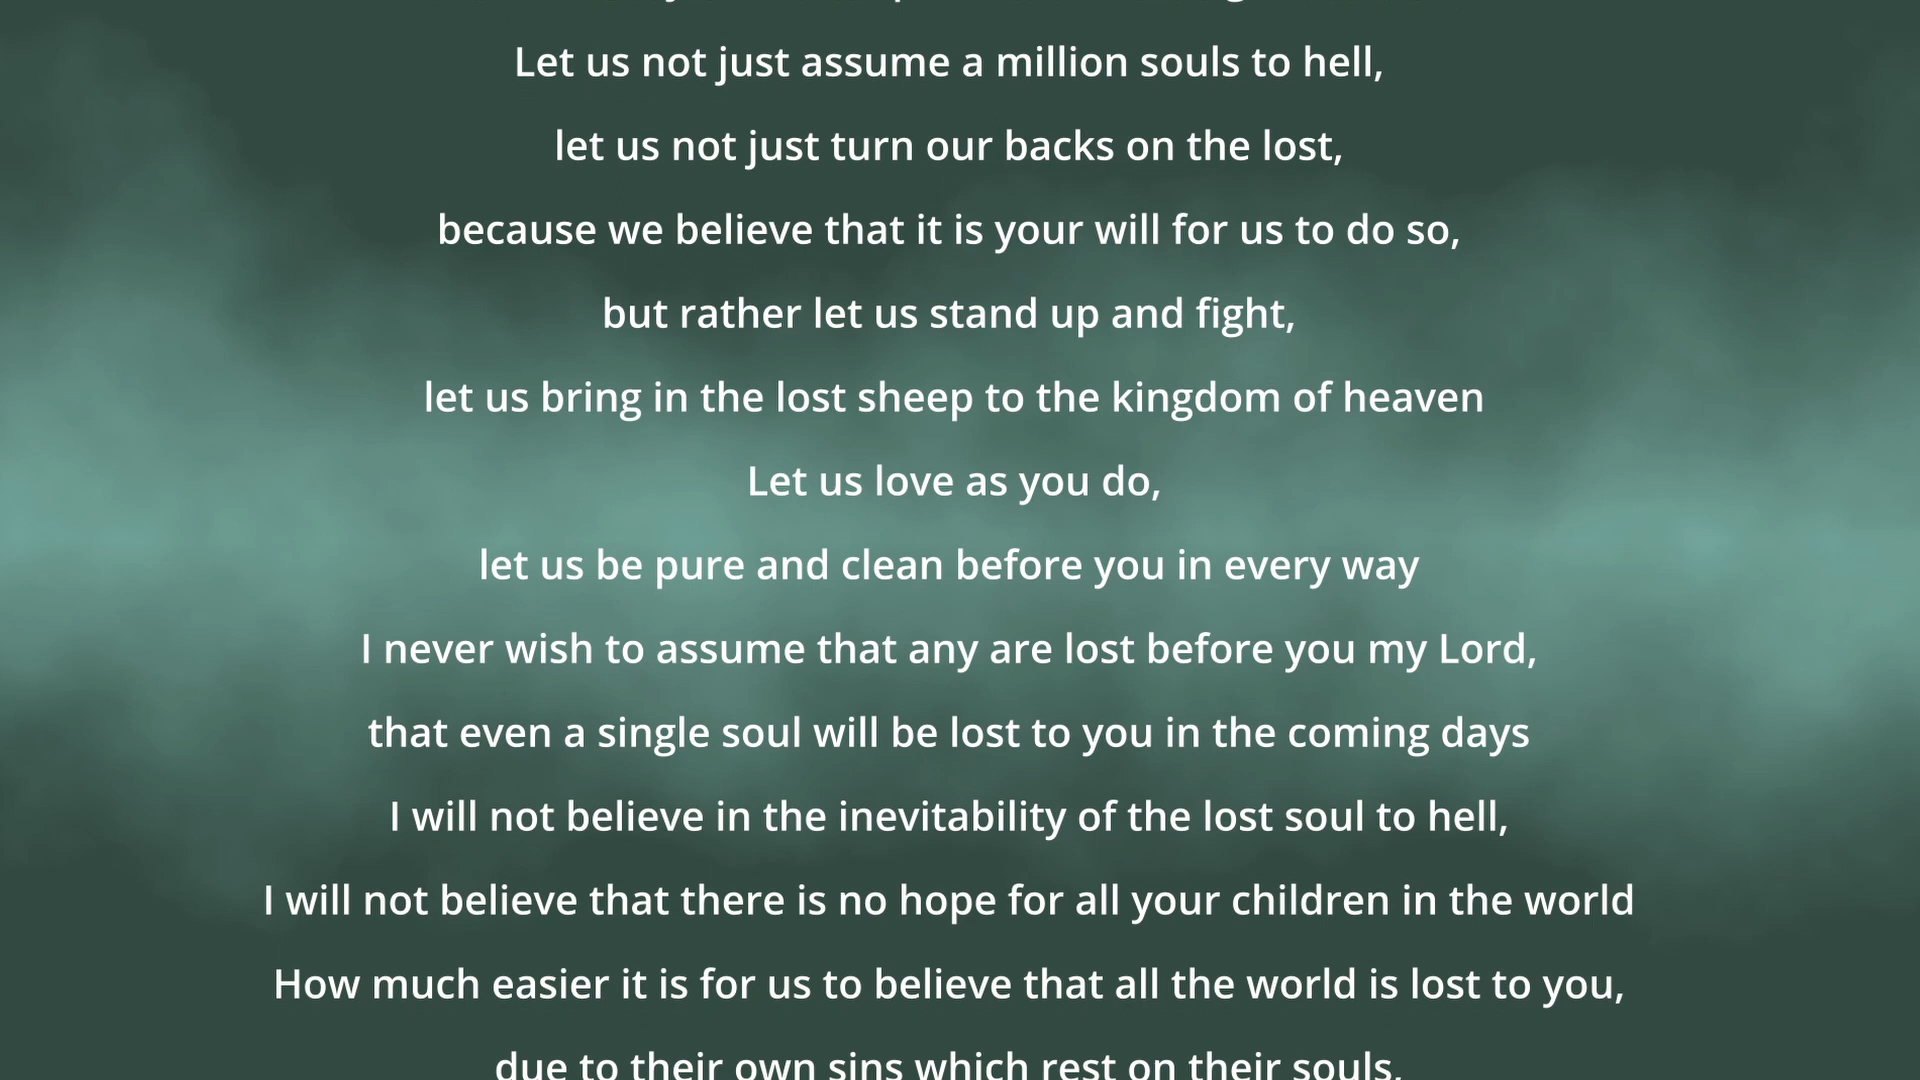 Let us not just assume a million souls to hell,
let us not just turn our backs on the lost,
because we believe that it is your will for us to do so,
but rather let us stand up and fight,
let us bring in the lost sheep to the kingdom of heaven
Let us love as you do,
let us be pure and clean before you in every way
I never wish to assume that any are lost before you my Lord,
that even a single soul will be lost to you in the coming days
I will not believe in the inevitability of the lost soul to hell,
I will not believe that there is no hope for all your children in the world
How much easier it is for us to believe that all the world is lost to you,
due to their own sins which rest on their souls,